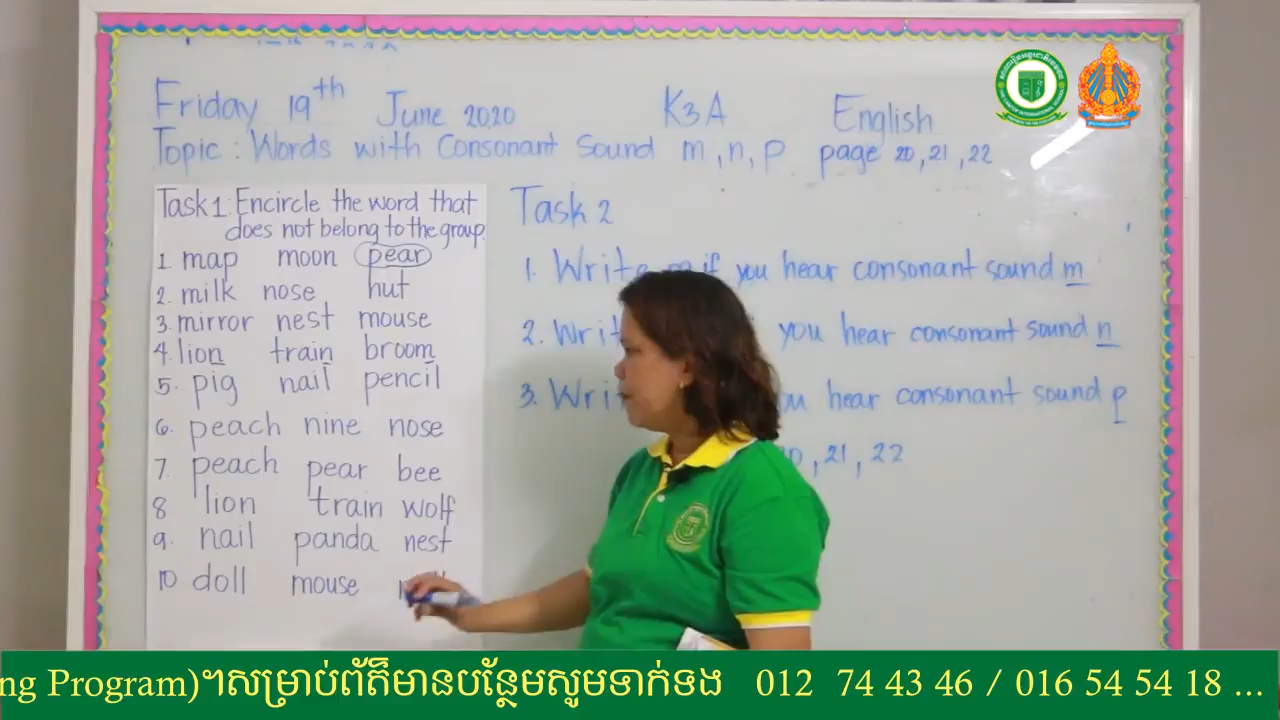 Friday 19th June 2020 K3A English
Topic: Words with Consonant Sound m, n, p page 20, 21, 22
Task 1: Encircle the word that
does not belong to the group.
1. map moon pear
2. milk nose hut
3. mirror nest mouse
4. lion train broom
5. pig nail pencil
6. peach nine nose
7. peach pear bee
8 lion train wolf
9. nail panda nest
10 doll mouse
Task 2
1. Write m if you hear consonant sound m
2. you hear consonant sound n
3. you hear consonant sound p
, 21, 22
ng Program)។សម្រាប់ព័ត៌មានបន្ថែមសូមទាក់ទង 012 74 43 46 / 016 54 54 18 ...